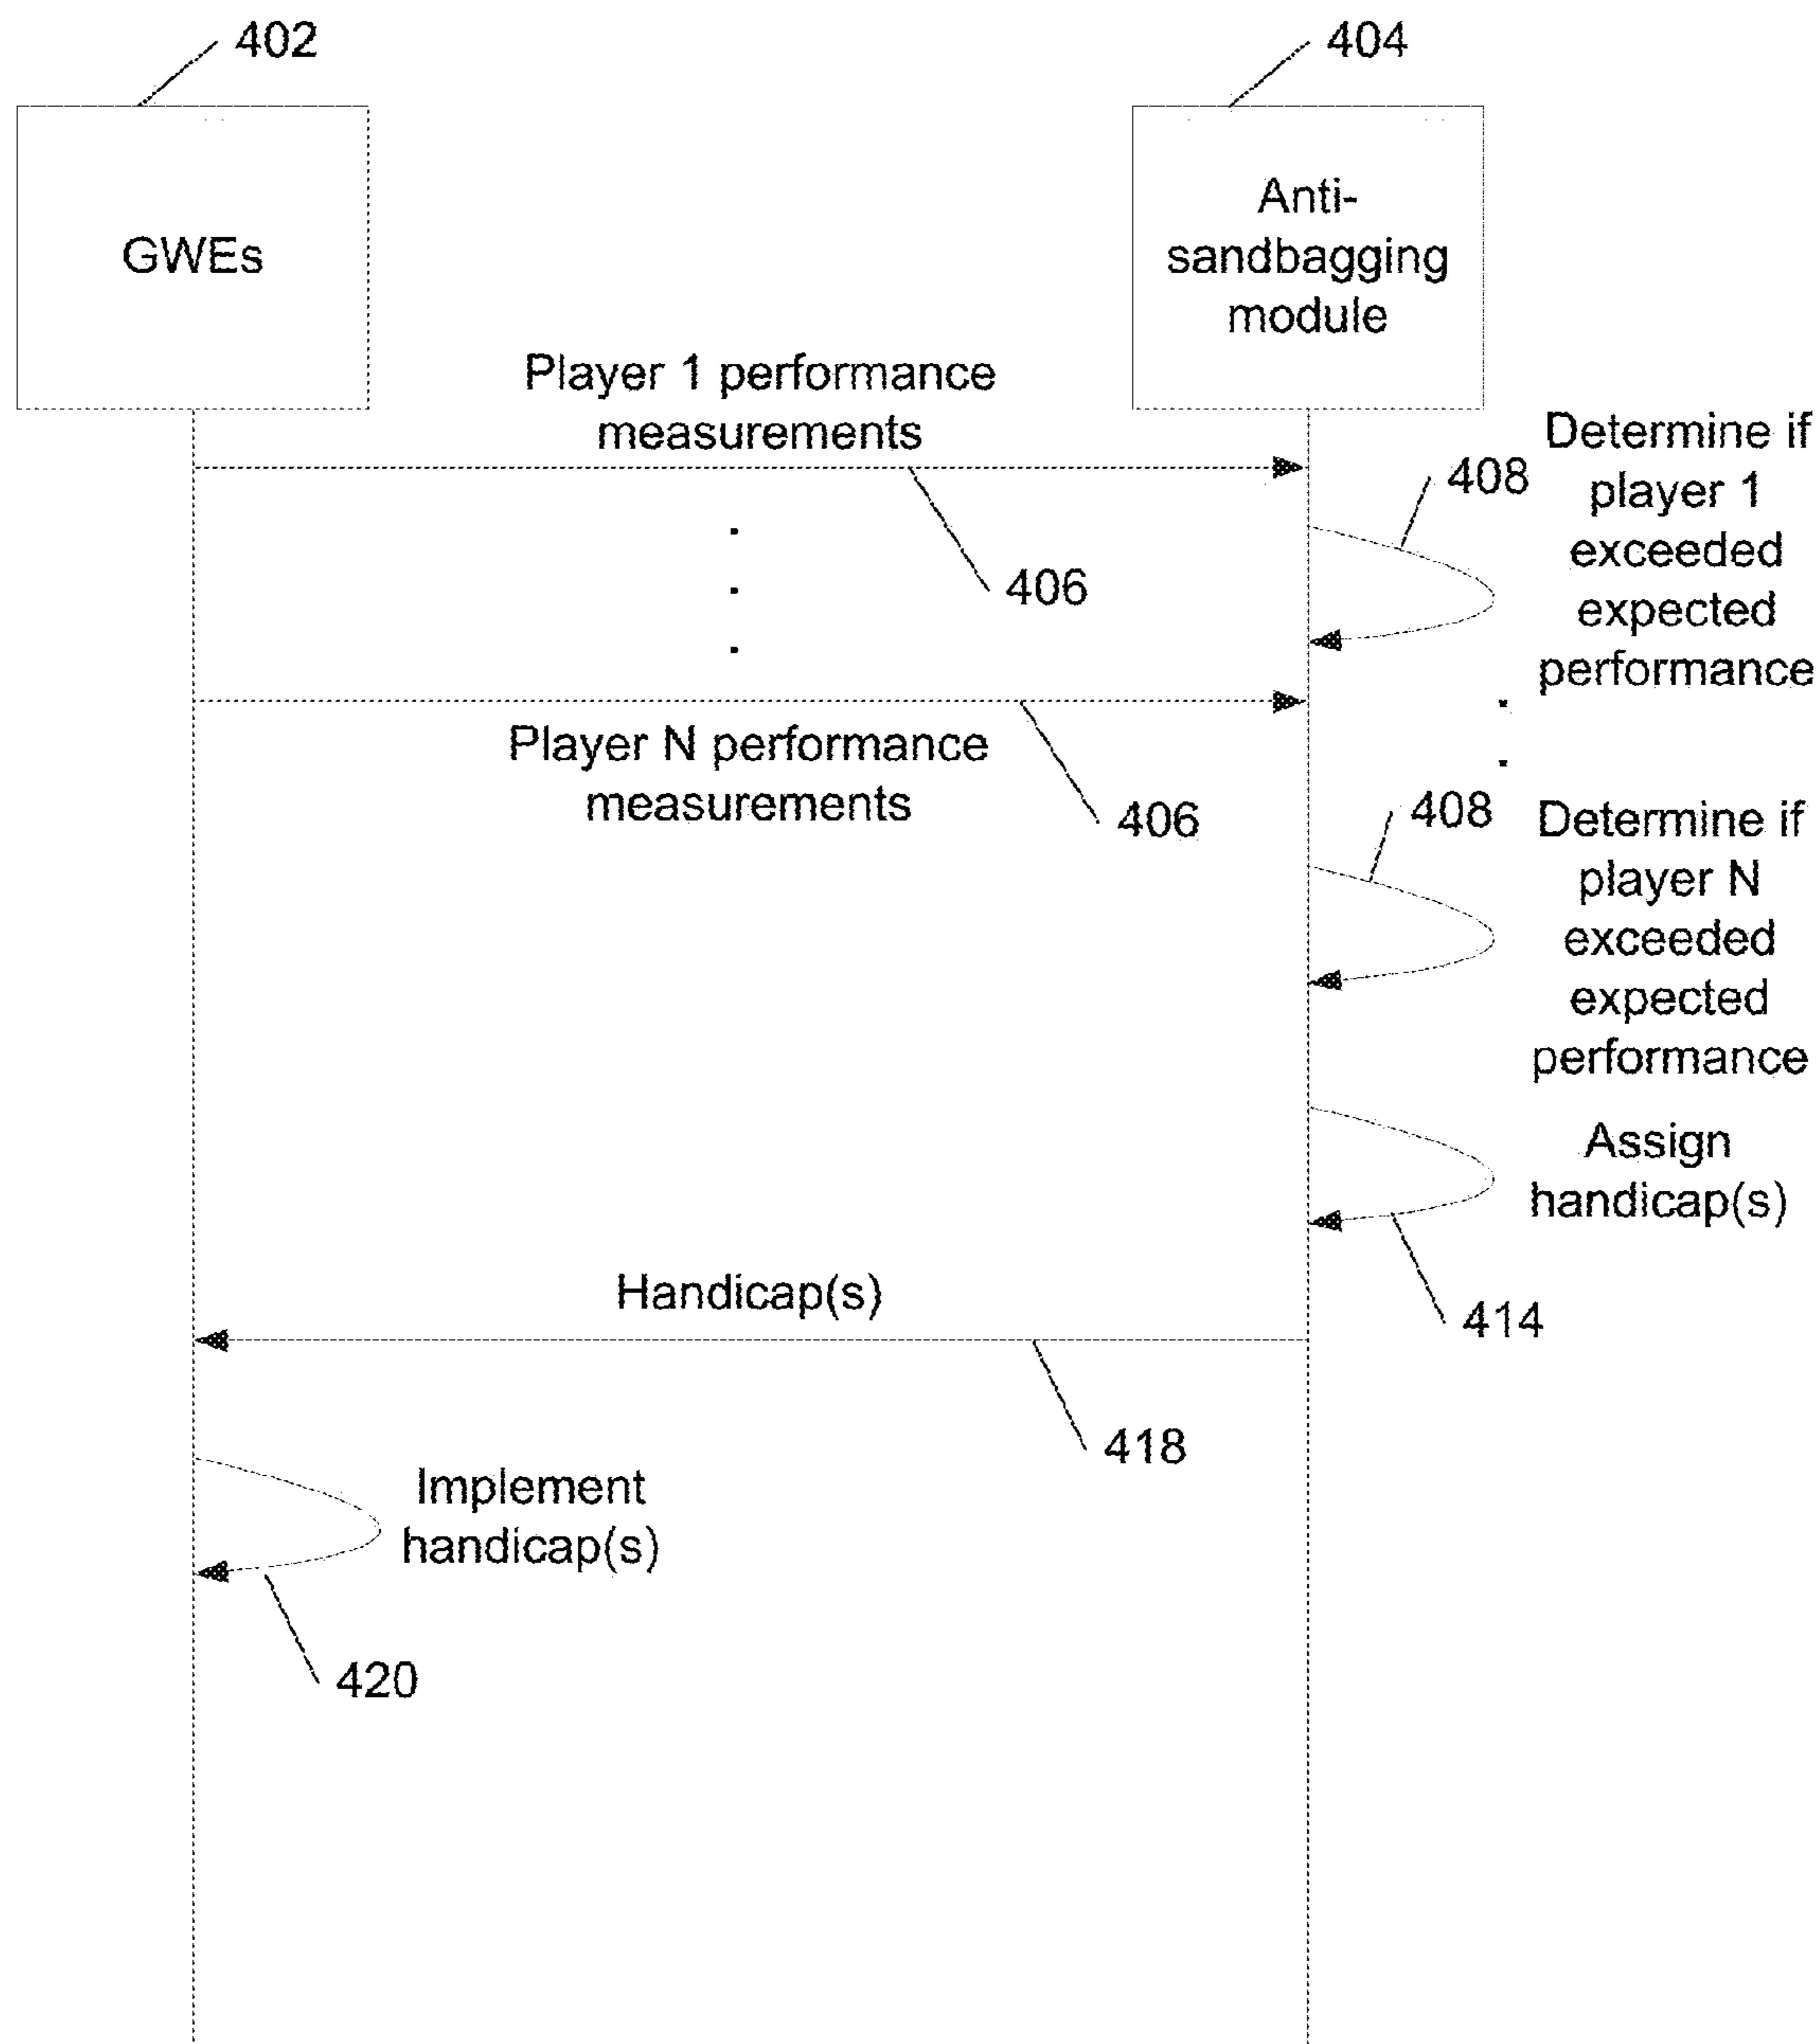 402
404
GWEs
Anti-
sandbagging
module
Player 1 performance
measurements
406
408
Determine if
player 1
exceeded
expected
performance
Player N performance
measurements
406
408
Determine if
player N
exceeded
expected
performance
Assign
handicap(s)
414
Handicap(s)
418
Implement
handicap(s)
420